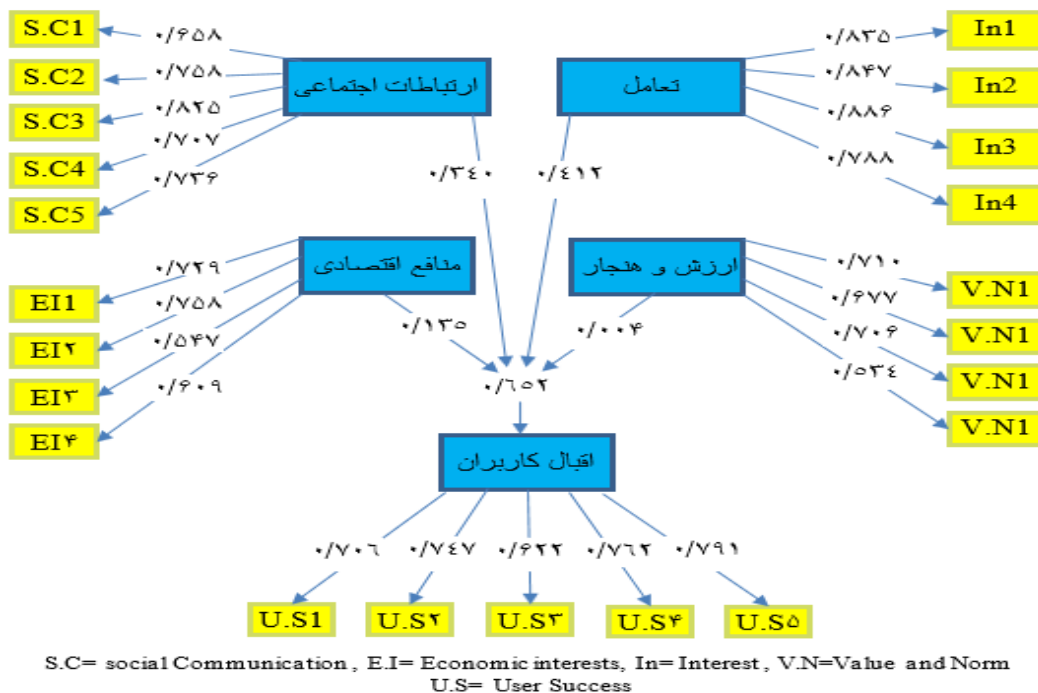 S.C1
۰/۶۵۸
S.C2
۰/۷۵۸
S.C3
۰/۸۲۵
S.C4
۰/۷۰۷
S.C5
۰/۷۳۶
ارتباطات اجتماعی
تعامل
۰/۸۳۵
In1
۰/۸۴۷
In2
۰/۸۸۶
In3
۰/۷۸۸
In4
۰/۳٤۰
۰/٤۱۲
منافع اقتصادی
ارزش و هنجار
۰/۷۲۹
EI1
۰/۷۵۸
EI۲
۰/۵۴۷
EI۳
۰/۶۰۹
EI۴
۰/۱۳۵
۰/۰۰۴
۰/۷۱۰
V.N1
۰/۶۷۷
V.N1
۰/۷۰۶
V.N1
۰/۵۳٤
V.N1
۰/٦۵۲
اقبال کاربران
۰/۷۰۶
۰/۷۴۷
۰/۶۲۲
۰/۷۶۲
۰/۷۹۱
U.S1
U.S۲
U.S۳
U.S۴
U.S۵
S.C= social Communication , E.I= Economic interests, In= Interest , V.N=Value and Norm
U.S= User Success